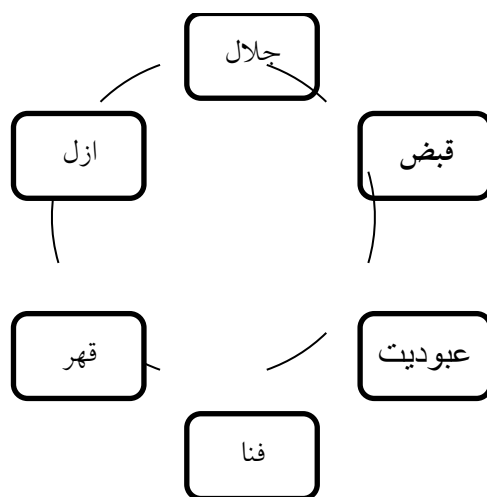 جلال
قبض
عبودیت
فنا
قهر
ازل